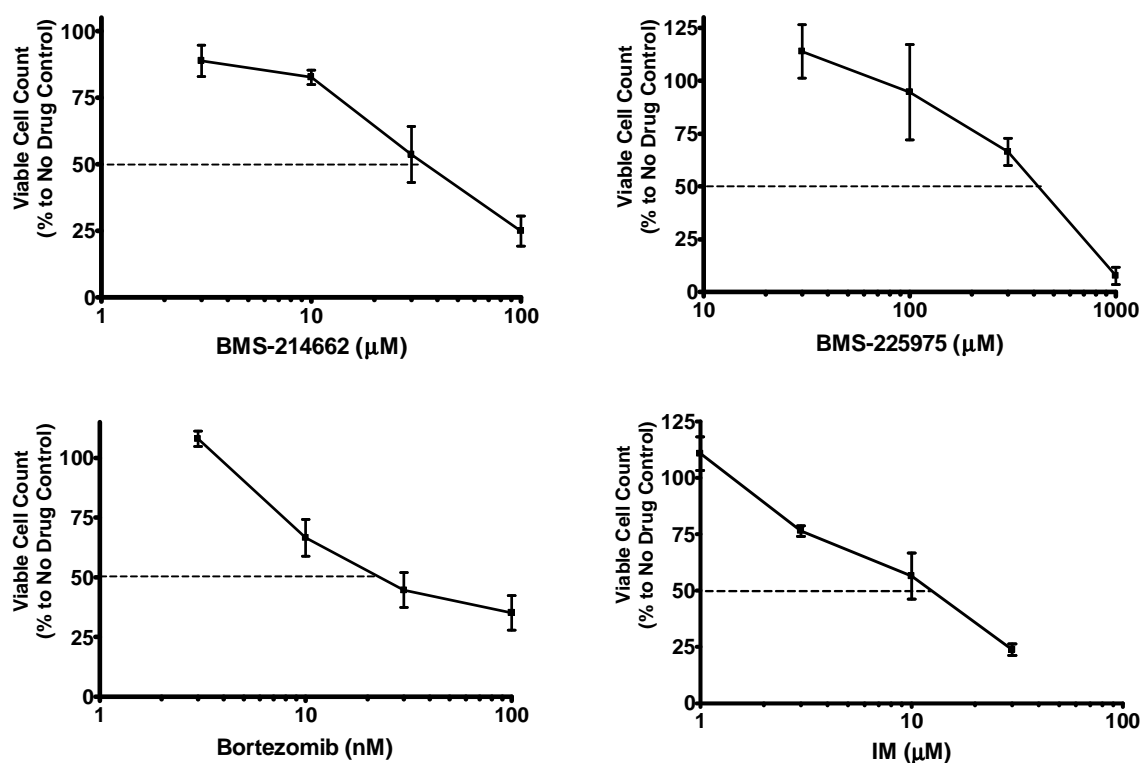 Viable Cell Count
(% to No Drug Control)
100
75
50
25
0
1
10
100
BMS-214662 (μM)
Viable Cell Count
(% to No Drug Control)
125
100
75
50
25
0
10
100
1000
BMS-225975 (μM)
Viable Cell Count
(% to No Drug Control)
100
75
50
25
0
1
10
100
Bortezomib (nM)
Viable Cell Count
(% to No Drug Control)
125
100
75
50
25
0
1
10
100
IM (μM)